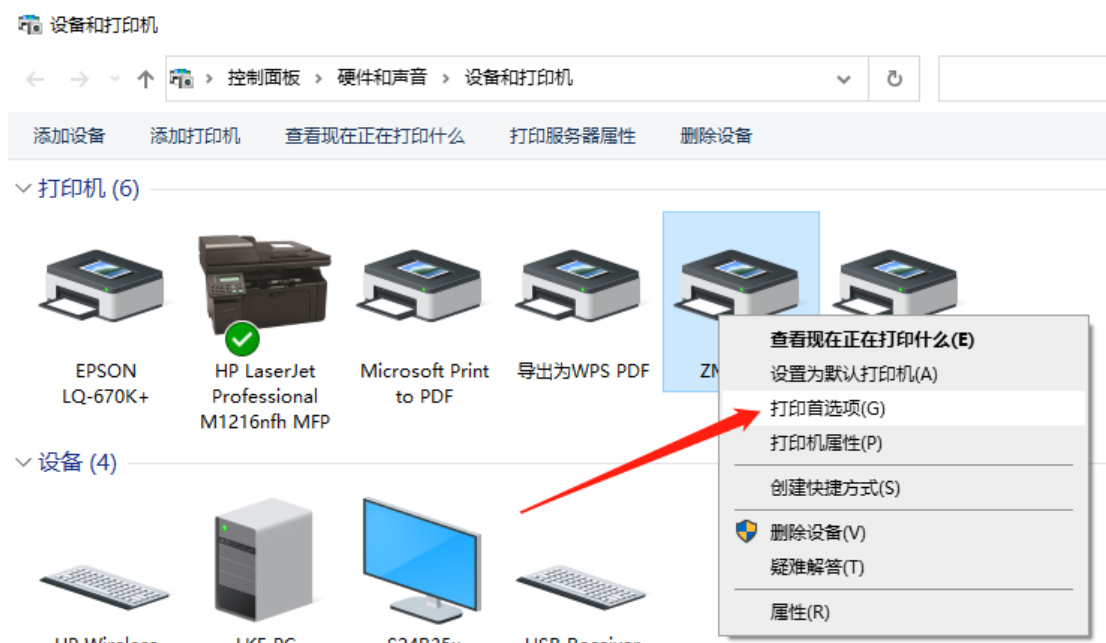 设备和打印机
控制面板 › 硬件和声音 › 设备和打印机
添加设备 添加打印机 查看现在正在打印什么 打印服务器属性 删除设备
打印机 (6)
EPSON
LQ-670K+
HP LaserJet
Professional
M1216nfh MFP
Microsoft Print
to PDF
导出为WPS PDF
查看现在正在打印什么(E)
设置为默认打印机(A)
打印首选项(G)
打印机属性(P)
创建快捷方式(S)
删除设备(V)
疑难解答(T)
属性(R)
设备 (4)
HP Wireless
USB Receiver